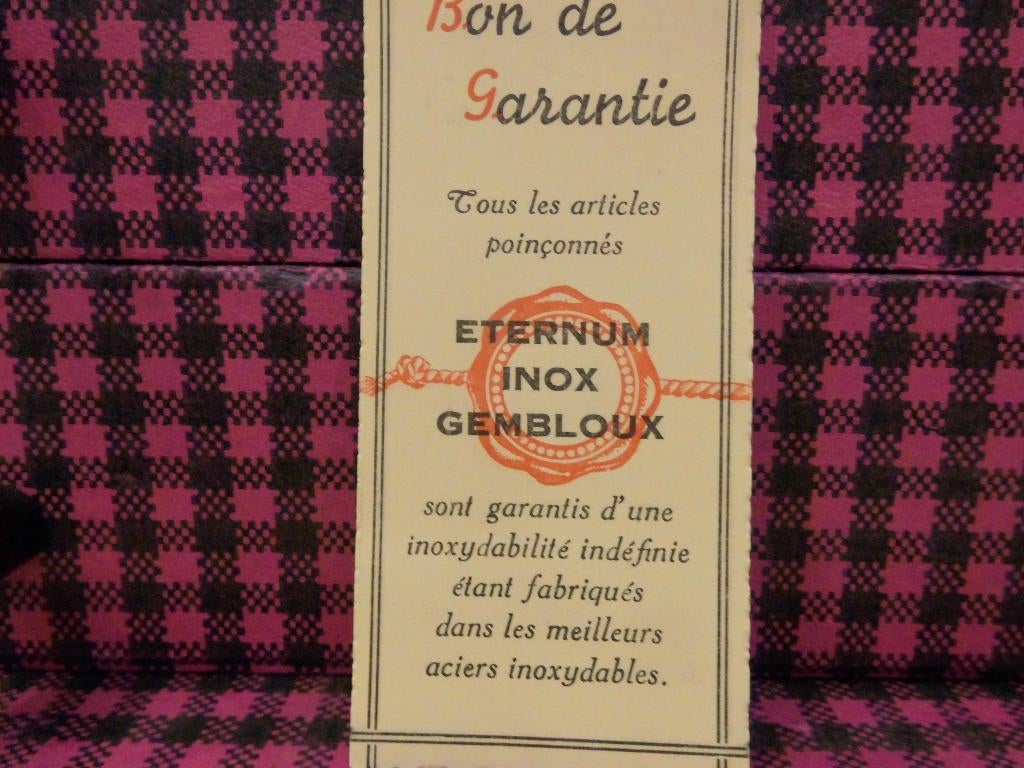 Bon de
Garantie
Tous les articles
poinçonnés
ETERNUM
INOX
GEMBLOUX
sont garantis d'une
inoxydabilité indéfinie
étant fabriqués
dans les meilleurs
aciers inoxydables.